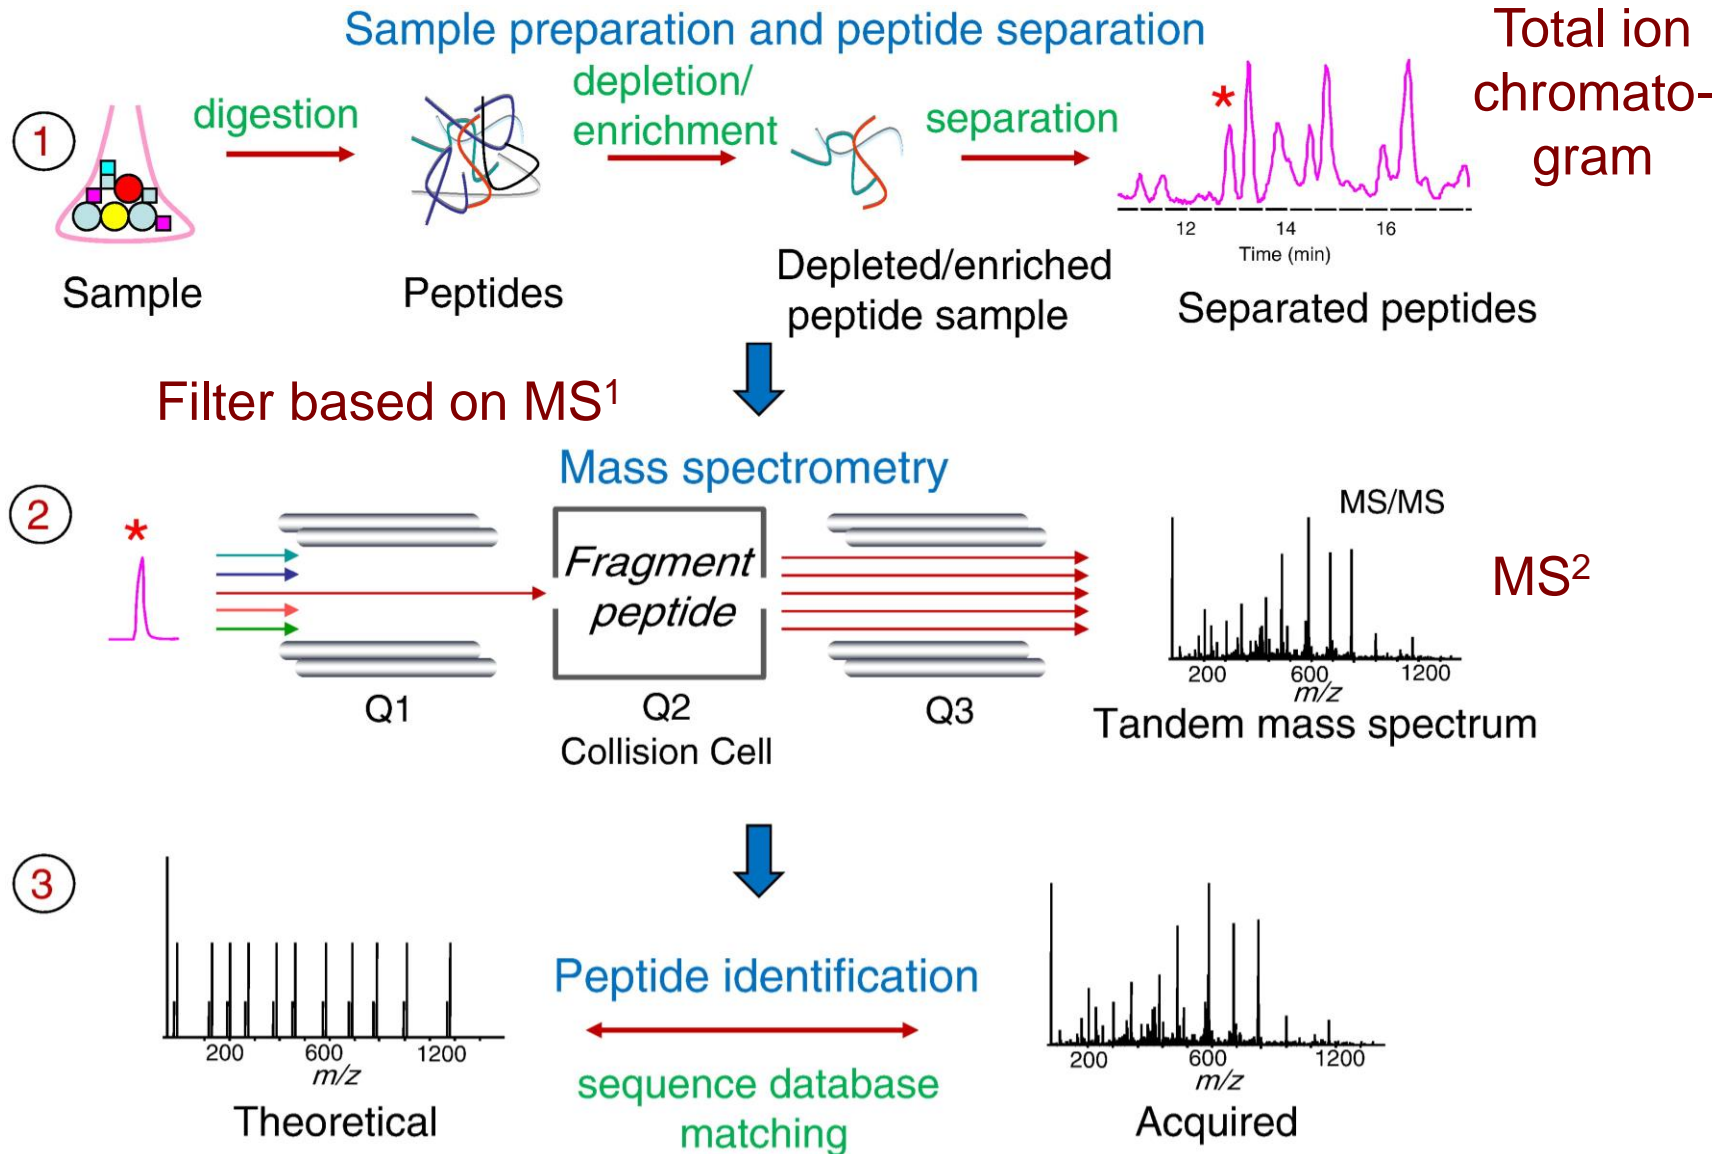 Sample preparation and peptide separation
Total ion
chromato-
gram
1
digestion
depletion/
enrichment
separation
*
12 14 16
Time (min)
Sample
Peptides
Depleted/enriched
peptide sample
Separated peptides
Filter based on MS¹
Mass spectrometry
2
*
Fragment
peptide
MS/MS
MS²
200 600 1200
m/z
Q1
Q2
Q3
Collision Cell
Tandem mass spectrum
3
200 600 1200
m/z
Theoretical
Peptide identification
sequence database
matching
200 600 1200
m/z
Acquired